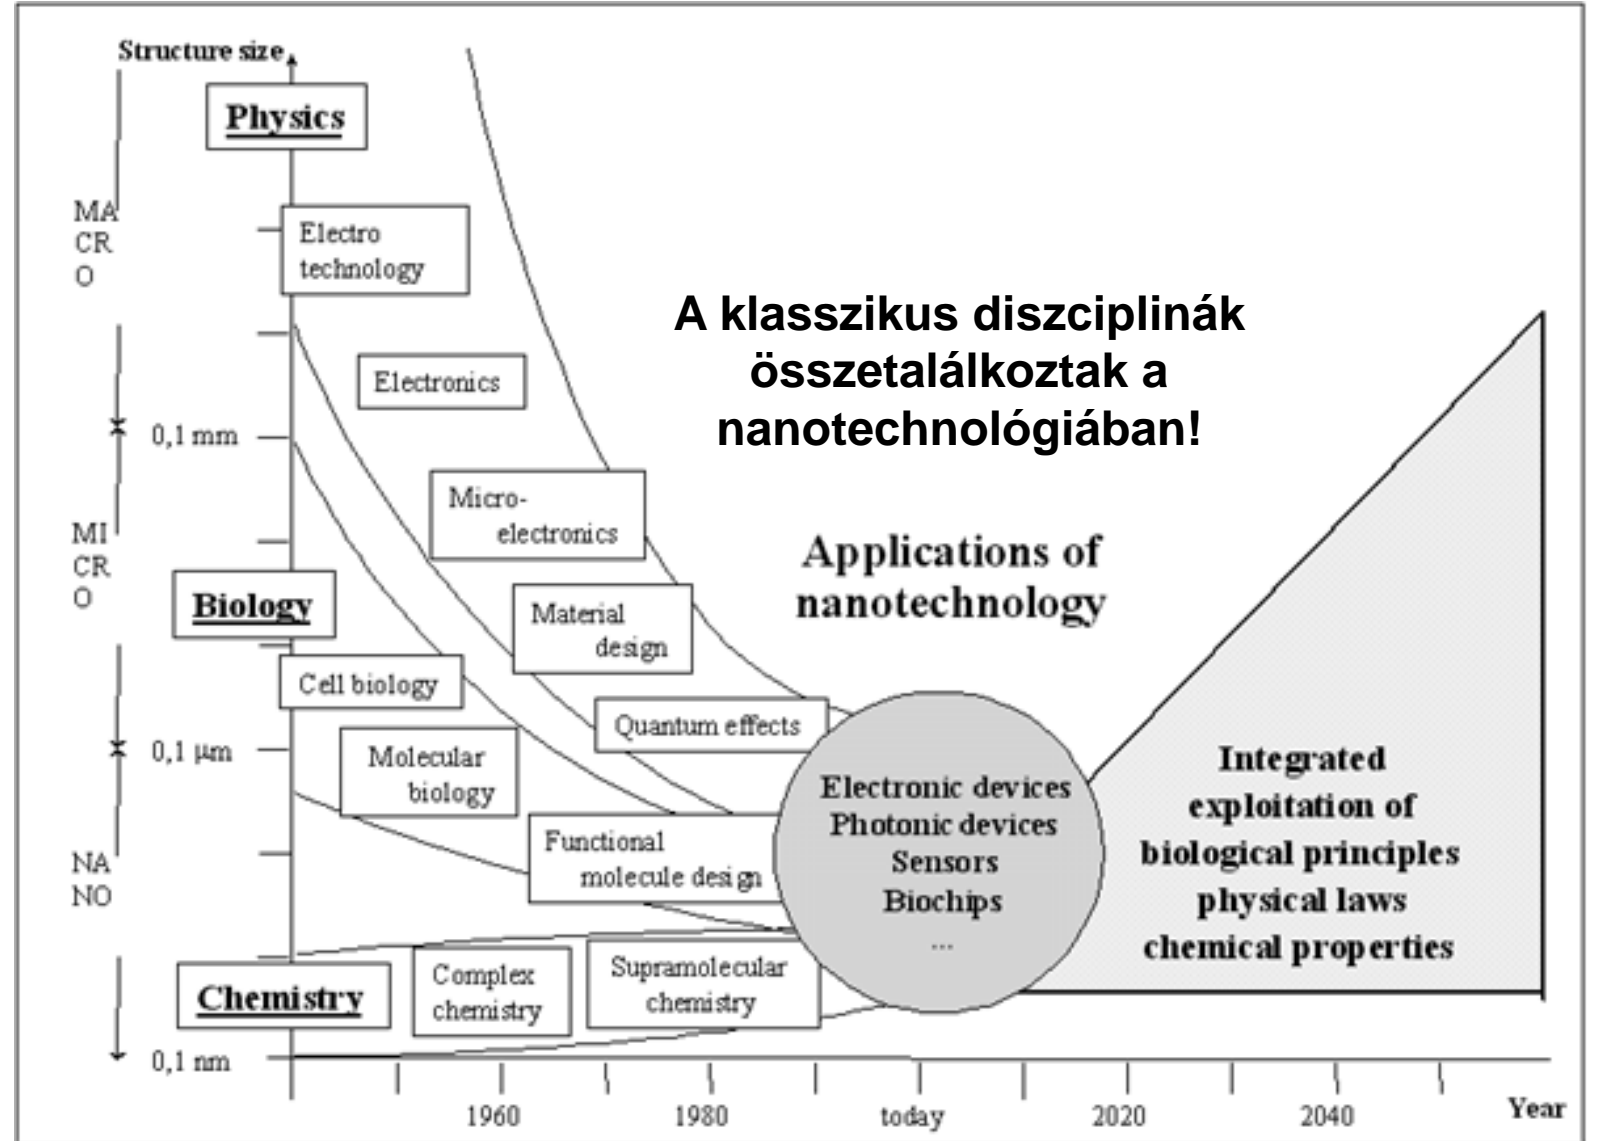 Structure size
Physics
MA
CR
O
Electro
technology
A klasszikus diszciplinák
összetalálkoztak a
nanotechnológiában!
Electronics
0,1 mm
Micro-
electronics
MI
CR
O
Applications of
nanotechnology
Biology
Material
design
Cell biology
Quantum effects
0,1 µm
Molecular
biology
Functional
molecule design
NA
NO
Electronic devices
Photonic devices
Sensors
Biochips
...
Integrated
exploitation of
biological principles
physical laws
chemical properties
Chemistry
Complex
chemistry
Supramolecular
chemistry
0,1 nm
1960
1980
today
2020
2040
Year